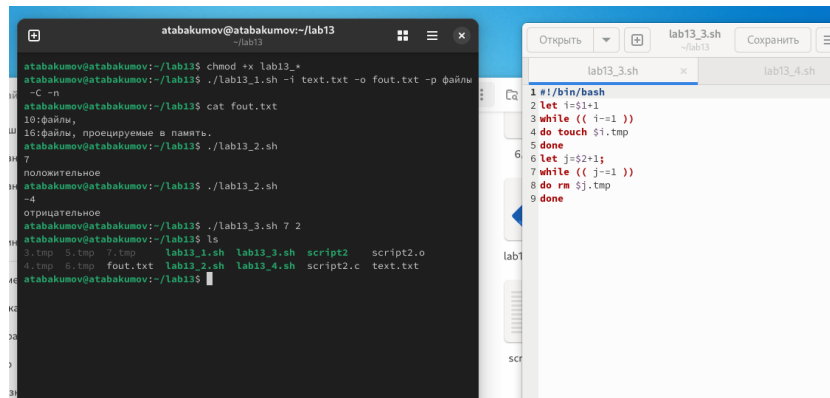 atabakumov@atabakumov:~/lab13
~/lab13
atabakumov@atabakumov:~/lab13$ chmod +x lab13_*
atabakumov@atabakumov:~/lab13$ ./lab13_1.sh -i text.txt -o fout.txt -p файлы
-C -n
atabakumov@atabakumov:~/lab13$ cat fout.txt
10:файлы,
16:файлы, проецируемые в память.
atabakumov@atabakumov:~/lab13$ ./lab13_2.sh
7
положительное
atabakumov@atabakumov:~/lab13$ ./lab13_2.sh
-4
отрицательное
atabakumov@atabakumov:~/lab13$ ./lab13_3.sh 7 2
atabakumov@atabakumov:~/lab13$ ls
3.tmp 5.tmp 7.tmp lab13_1.sh lab13_3.sh script2 script2.o
4.tmp 6.tmp fout.txt lab13_2.sh lab13_4.sh script2.c text.txt
atabakumov@atabakumov:~/lab13$
Открыть
lab13_3.sh
~/lab13
Сохранить
lab13_3.sh ×
lab13_4.sh
1 #!/bin/bash
2 let i=$1+1
3 while (( i-=1 ))
4 do touch $i.tmp
5 done
6 let j=$2+1;
7 while (( j-=1 ))
8 do rm $j.tmp
9 done